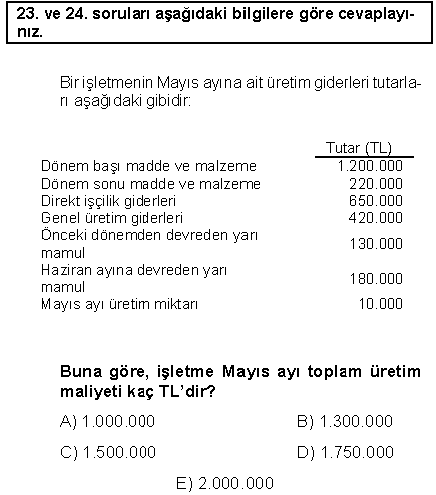 23. ve 24. soruları aşağıdaki bilgilere göre cevaplayı-
nız.
Bir işletmenin Mayıs ayına ait üretim giderleri tutarla-
rı aşağıdaki gibidir:
Tutar (TL)
Dönem başı madde ve malzeme 1.200.000
Dönem sonu madde ve malzeme 220.000
Direkt işçilik giderleri 650.000
Genel üretim giderleri 420.000
Önceki dönemden devreden yarı
mamul 130.000
Haziran ayına devreden yarı
mamul 180.000
Mayıs ayı üretim miktarı 10.000
Buna göre, işletme Mayıs ayı toplam üretim
maliyeti kaç TL’dir?
A) 1.000.000 B) 1.300.000
C) 1.500.000 D) 1.750.000
E) 2.000.000